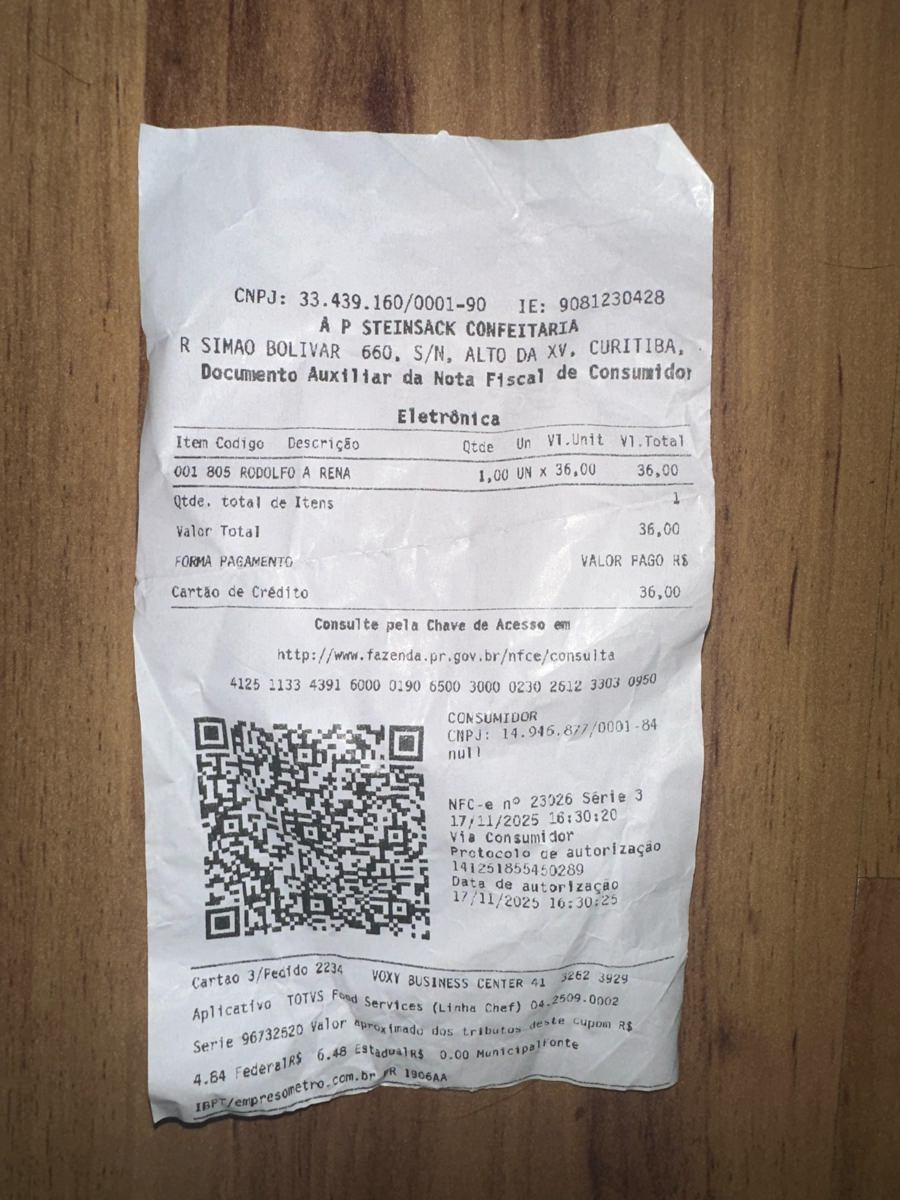 CNPJ: 33.439.160/0001-90 IE: 9081230428
A P STEINSACK CONFEITARIA
R SIMAO BOLIVAR 660, S/N, ALTO DA XV, CURITIBA,
Documento Auxiliar da Nota Fiscal de Consumidor
Eletrônica
Item Codigo Descrição Qtde Un Vl.Unit Vl.Total
001 805 RODOLFO A RENA 1,00 UN x 36,00 36,00
Qtde. total de Itens 1
Valor Total 36,00
FORMA PAGAMENTO VALOR PAGO R$
Cartão de Crédito 36,00
Consulte pela Chave de Acesso em
http://www.fazenda.pr.gov.br/nfce/consulta
4125 1133 4391 6000 0190 6500 3000 0230 2612 3303 0950
CONSUMIDOR
CNPJ: 14.946.877/0001-84
null
NFC-e nº 23026 Série 3
17/11/2025 16:30:20
Via Consumidor
Protocolo de autorização
141251855450289
Data de autorização
17/11/2025 16:30:25
Cartao 3/Pedido 2234 VOXY BUSINESS CENTER 41 3262 3929
Aplicativo TOTVS Food Services (Linha Chef) 04.2509.0002
Serie 96732520 Valor aproximado dos tributos deste cupom R$
4.84 FederalR$ 6.48 EstadualR$ 0.00 MunicipalFonte
IBPT/empresometro.com.br PR 1906AA